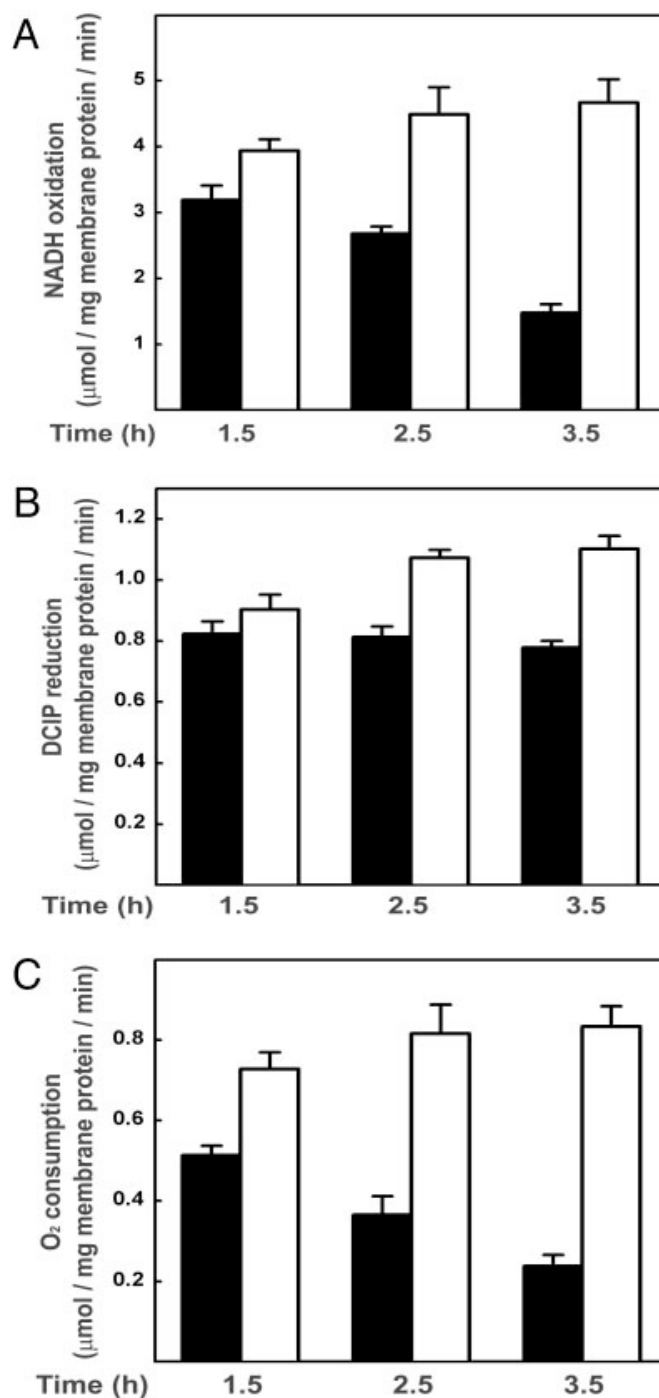 A
NADH oxidation
(μmol / mg membrane protein / min)
5
4
3
2
1
Time (h) 1.5 2.5 3.5
B
DCIP reduction
(μmol / mg membrane protein / min)
1.2
1.0
0.8
0.6
0.4
0.2
Time (h) 1.5 2.5 3.5
C
O₂ consumption
(μmol / mg membrane protein / min)
0.8
0.6
0.4
0.2
Time (h) 1.5 2.5 3.5